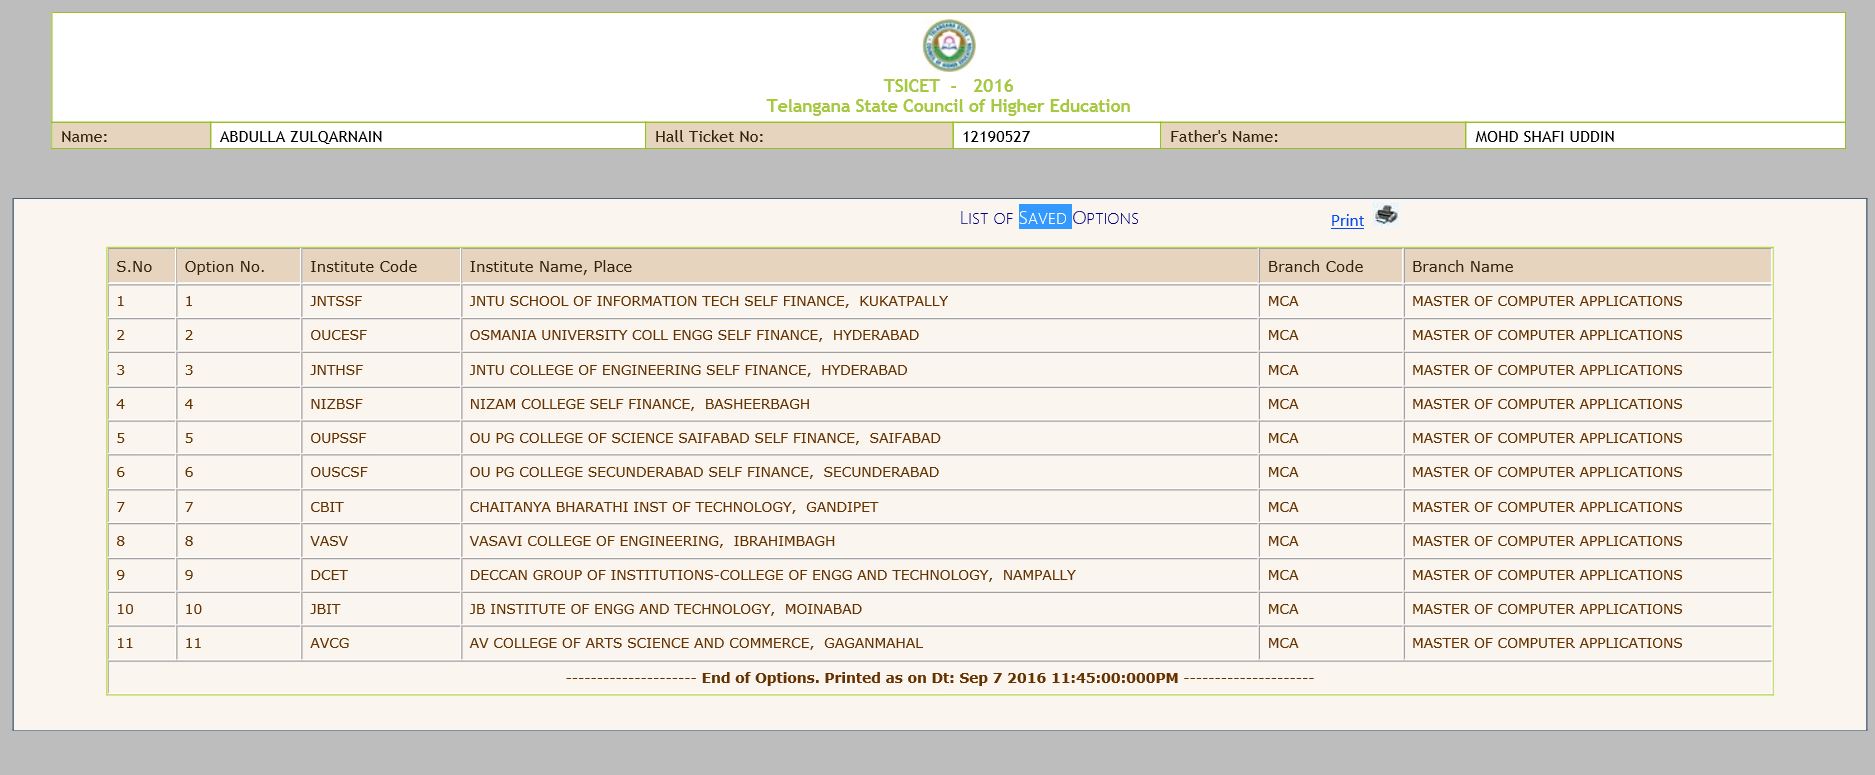 TSICET - 2016
Telangana State Council of Higher Education
Name: ABDULLA ZULQARNAIN Hall Ticket No: 12190527 Father's Name: MOHD SHAFI UDDIN
LIST OF SAVED OPTIONS Print
S.No Option No. Institute Code Institute Name, Place Branch Code Branch Name
1 1 JNTSSF JNTU SCHOOL OF INFORMATION TECH SELF FINANCE, KUKATPALLY MCA MASTER OF COMPUTER APPLICATIONS
2 2 OUCESF OSMANIA UNIVERSITY COLL ENGG SELF FINANCE, HYDERABAD MCA MASTER OF COMPUTER APPLICATIONS
3 3 JNTHSF JNTU COLLEGE OF ENGINEERING SELF FINANCE, HYDERABAD MCA MASTER OF COMPUTER APPLICATIONS
4 4 NIZBSF NIZAM COLLEGE SELF FINANCE, BASHEERBAGH MCA MASTER OF COMPUTER APPLICATIONS
5 5 OUPSSF OU PG COLLEGE OF SCIENCE SAIFABAD SELF FINANCE, SAIFABAD MCA MASTER OF COMPUTER APPLICATIONS
6 6 OUSCSF OU PG COLLEGE SECUNDERABAD SELF FINANCE, SECUNDERABAD MCA MASTER OF COMPUTER APPLICATIONS
7 7 CBIT CHAITANYA BHARATHI INST OF TECHNOLOGY, GANDIPET MCA MASTER OF COMPUTER APPLICATIONS
8 8 VASV VASAVI COLLEGE OF ENGINEERING, IBRAHIMBAGH MCA MASTER OF COMPUTER APPLICATIONS
9 9 DCET DECCAN GROUP OF INSTITUTIONS-COLLEGE OF ENGG AND TECHNOLOGY, NAMPALLY MCA MASTER OF COMPUTER APPLICATIONS
10 10 JBIT JB INSTITUTE OF ENGG AND TECHNOLOGY, MOINABAD MCA MASTER OF COMPUTER APPLICATIONS
11 11 AVCG AV COLLEGE OF ARTS SCIENCE AND COMMERCE, GAGANMAHAL MCA MASTER OF COMPUTER APPLICATIONS
--------------------- End of Options. Printed as on Dt: Sep 7 2016 11:45:00:000PM ---------------------